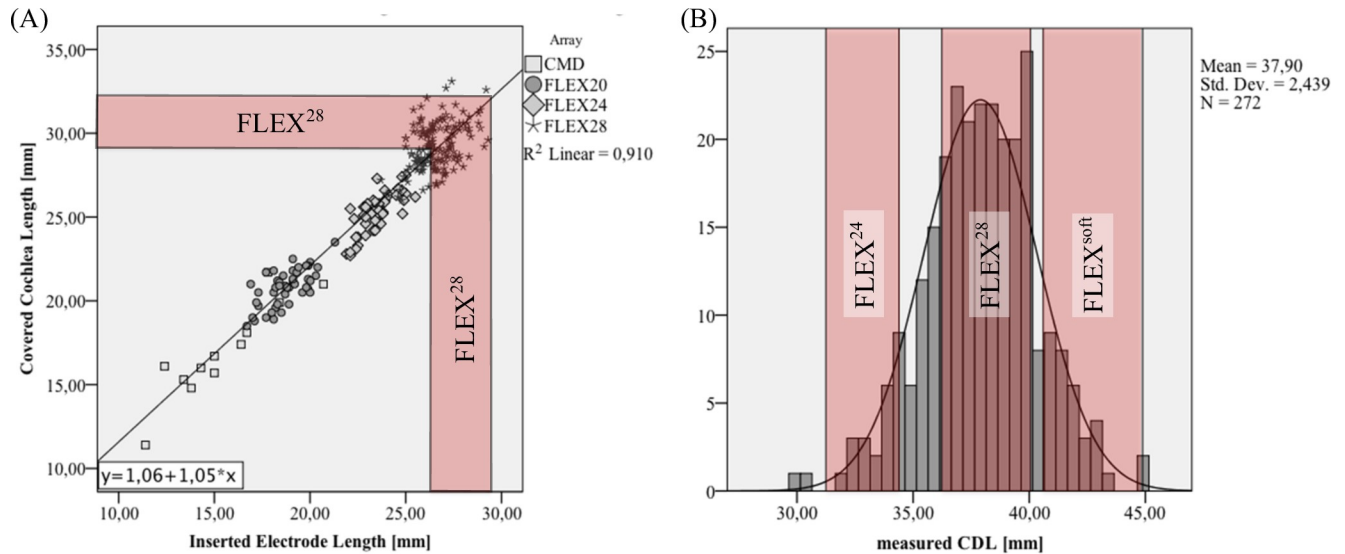 (A)
Covered Cochlea Length [mm]
35,00
30,00
25,00
20,00
15,00
10,00
FLEX28
FLEX28
y=1,06+1,05*x
10,00 15,00 20,00 25,00 30,00
Inserted Electrode Length [mm]
Array
CMD
FLEX20
FLEX24
FLEX28
R2 Linear = 0,910
(B)
25
20
15
10
5
0
FLEX24
FLEX28
FLEXsoft
30,00 35,00 40,00 45,00
measured CDL [mm]
Mean = 37,90
Std. Dev. = 2,439
N = 272